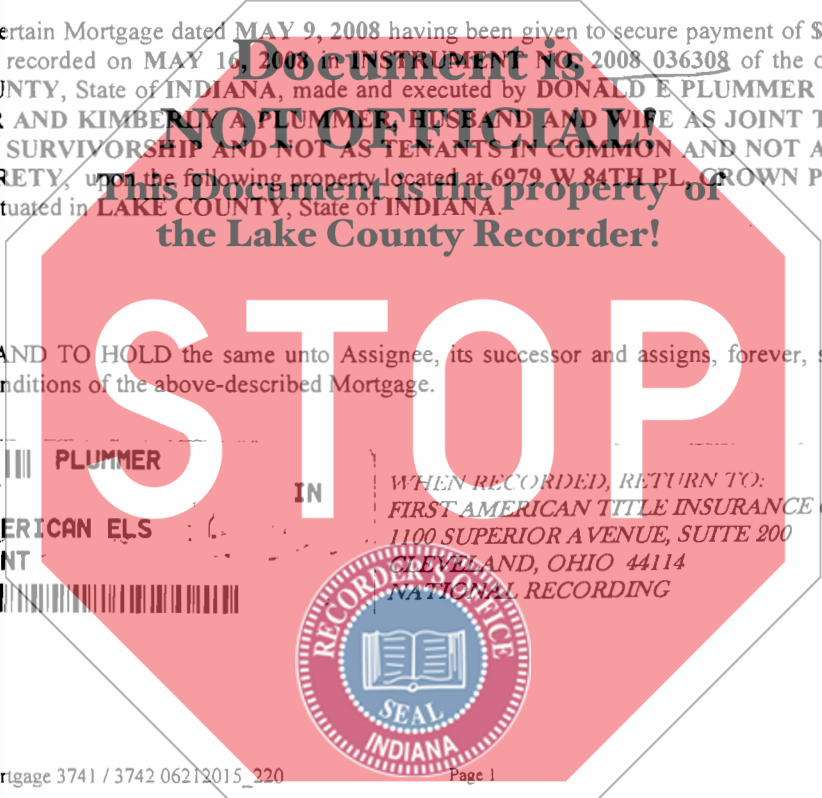 ertain Mortgage dated MAY 9, 2008 having been given to secure payment of $
recorded on MAY 16, 2008 in INSTRUMENT NO. 2008 036308 of the o
UNTY, State of INDIANA, made and executed by DONALD E PLUMMER
R AND KIMBERLY A PLUMMER, HUSBAND AND WIFE AS JOINT T
SURVIVORSHIP AND NOT AS TENANTS IN COMMON AND NOT A
RETY, upon the following property located at 6979 W 84TH PL, CROWN P
tuated in LAKE COUNTY, State of INDIANA.
Document is
NOT OFFICIAL!
This Document is the property of
the Lake County Recorder!
STOP
AND TO HOLD the same unto Assignee, its successor and assigns, forever, s
nditions of the above-described Mortgage.
PLUMMER
IN
ERICAN ELS
NT
WHEN RECORDED, RETURN TO:
FIRST AMERICAN TITLE INSURANCE
1100 SUPERIOR AVENUE, SUITE 200
CLEVELAND, OHIO 44114
NATIONAL RECORDING
RECORDER'S OFFICE
SEAL
INDIANA
rtgage 3741 / 3742 06212015_220
Page 1